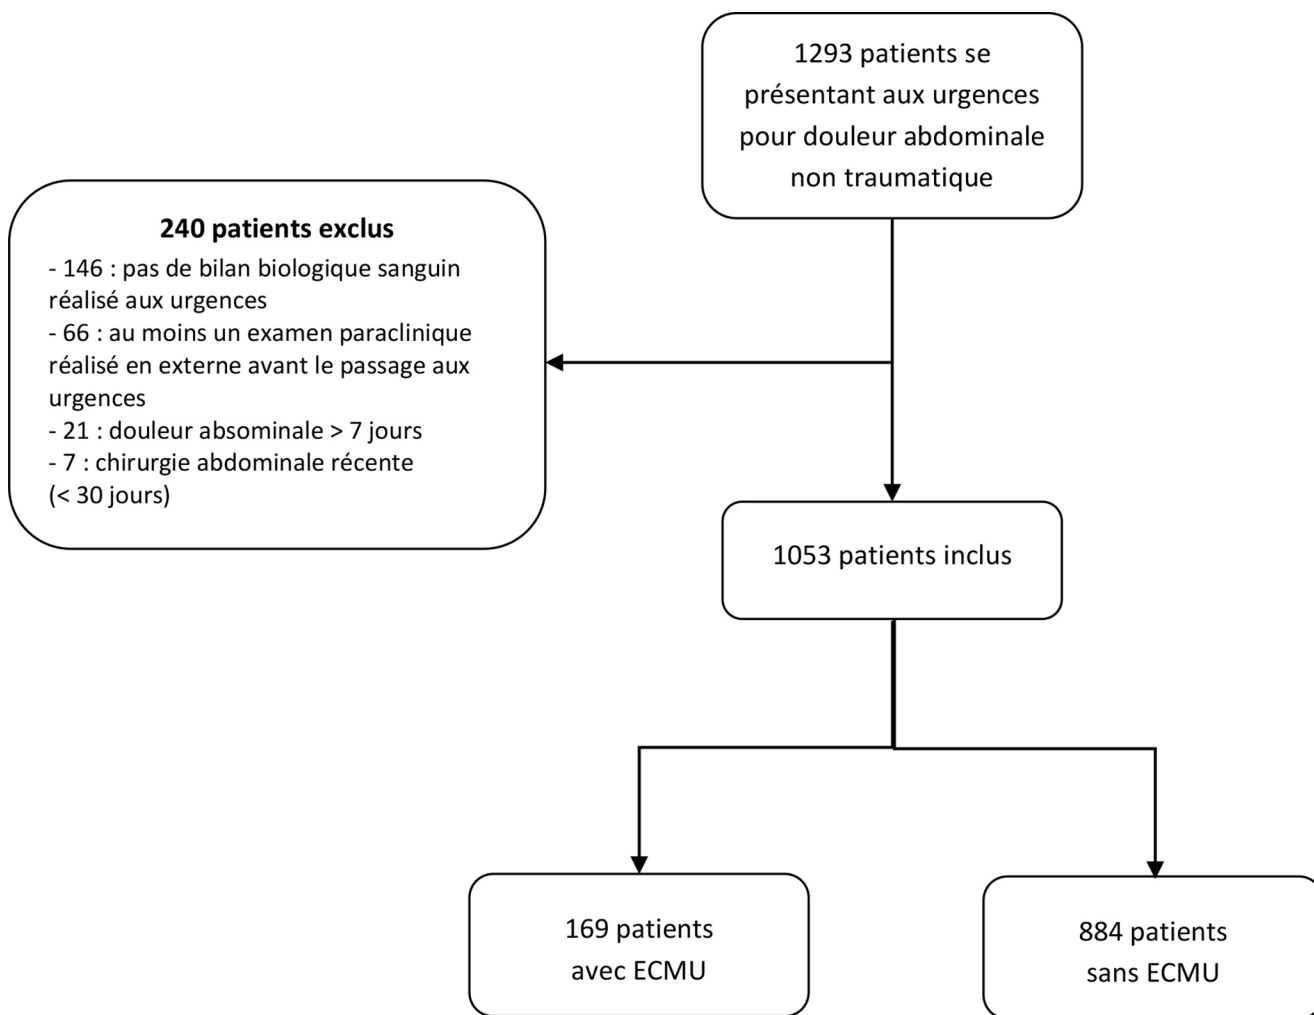 1293 patients se
présentant aux urgences
pour douleur abdominale
non traumatique
240 patients exclus
- 146 : pas de bilan biologique sanguin
réalisé aux urgences
- 66 : au moins un examen paraclinique
réalisé en externe avant le passage aux
urgences
- 21 : douleur absominale > 7 jours
- 7 : chirurgie abdominale récente
(< 30 jours)
1053 patients inclus
169 patients
avec ECMU
884 patients
sans ECMU